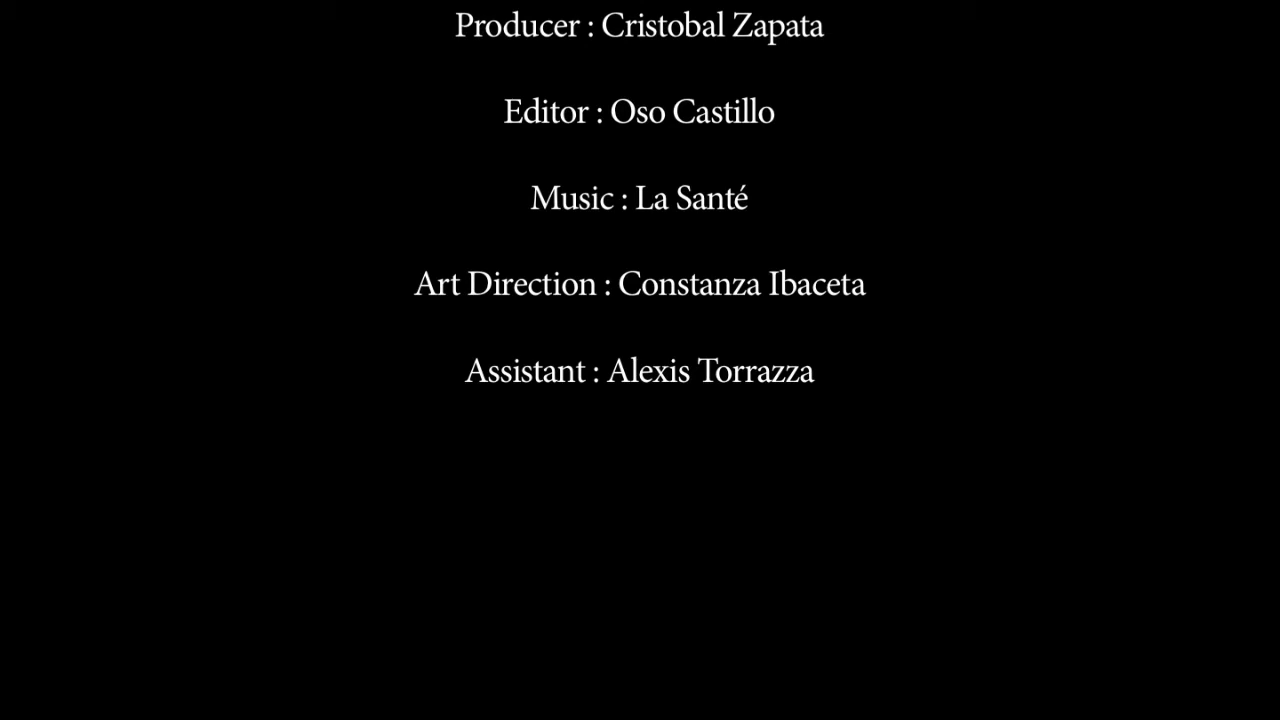 Producer : Cristobal Zapata
Editor : Oso Castillo
Music : La Santé
Art Direction : Constanza Ibaceta
Assistant : Alexis Torrazza